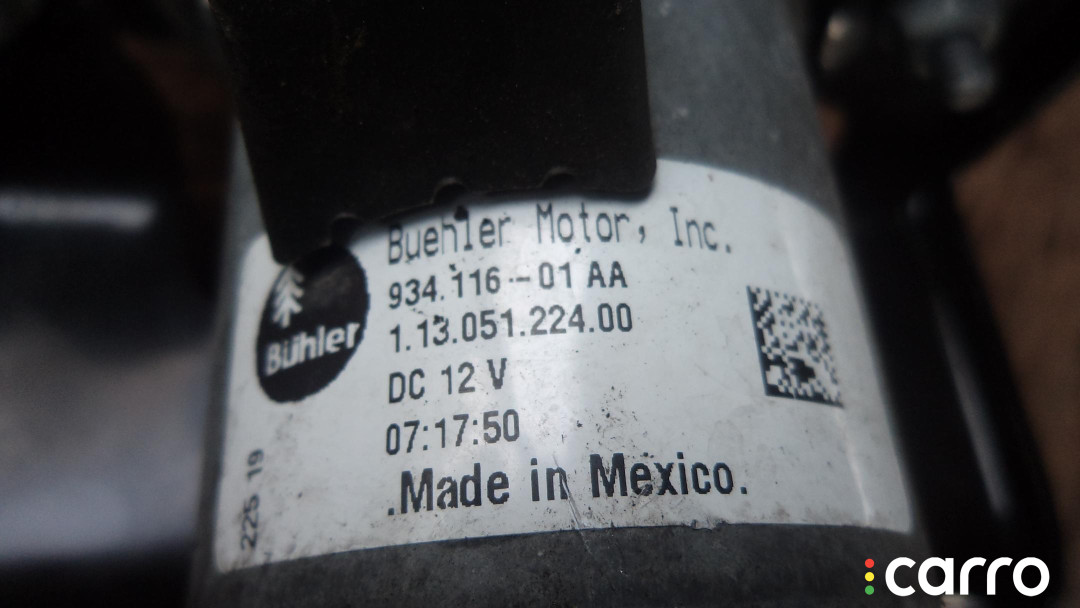 Buehler Motor, Inc.
934.116-01 AA
1.13.051.224.00
Bühler
DC 12 V
07:17:50
.Made in Mexico.
225 19
carro